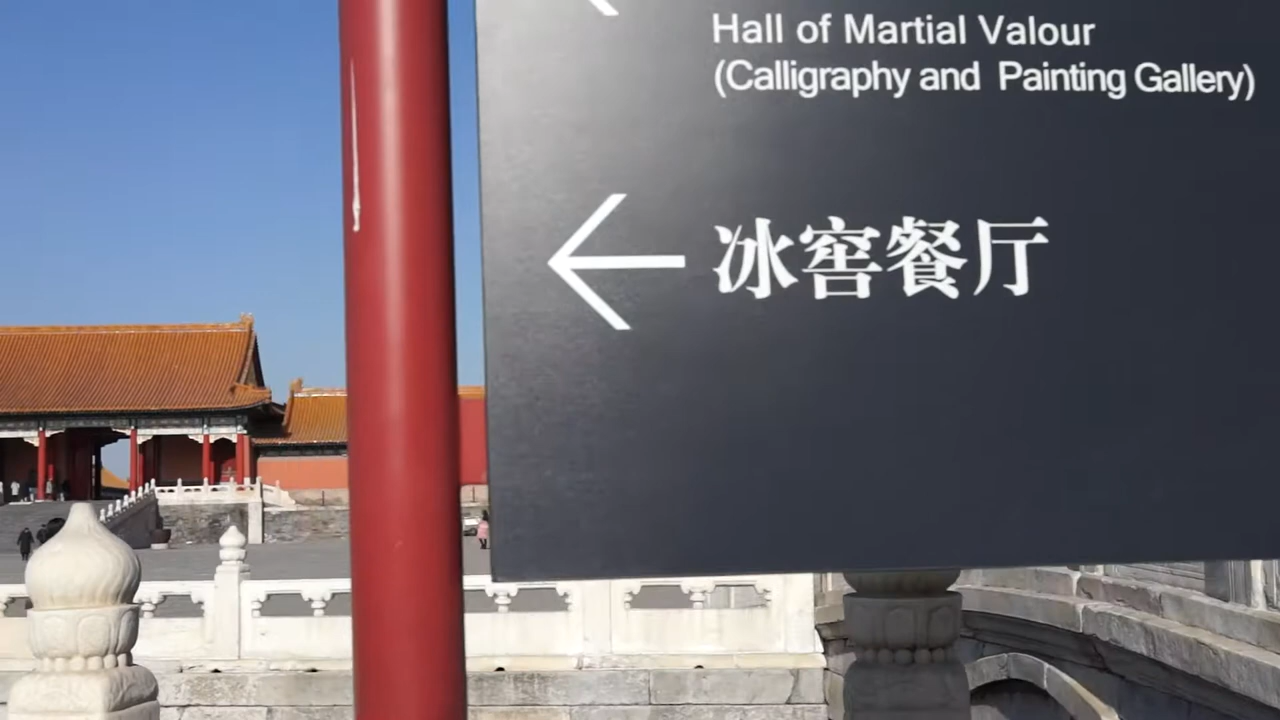 Hall of Martial Valour
(Calligraphy and Painting Gallery)
冰窖餐厅